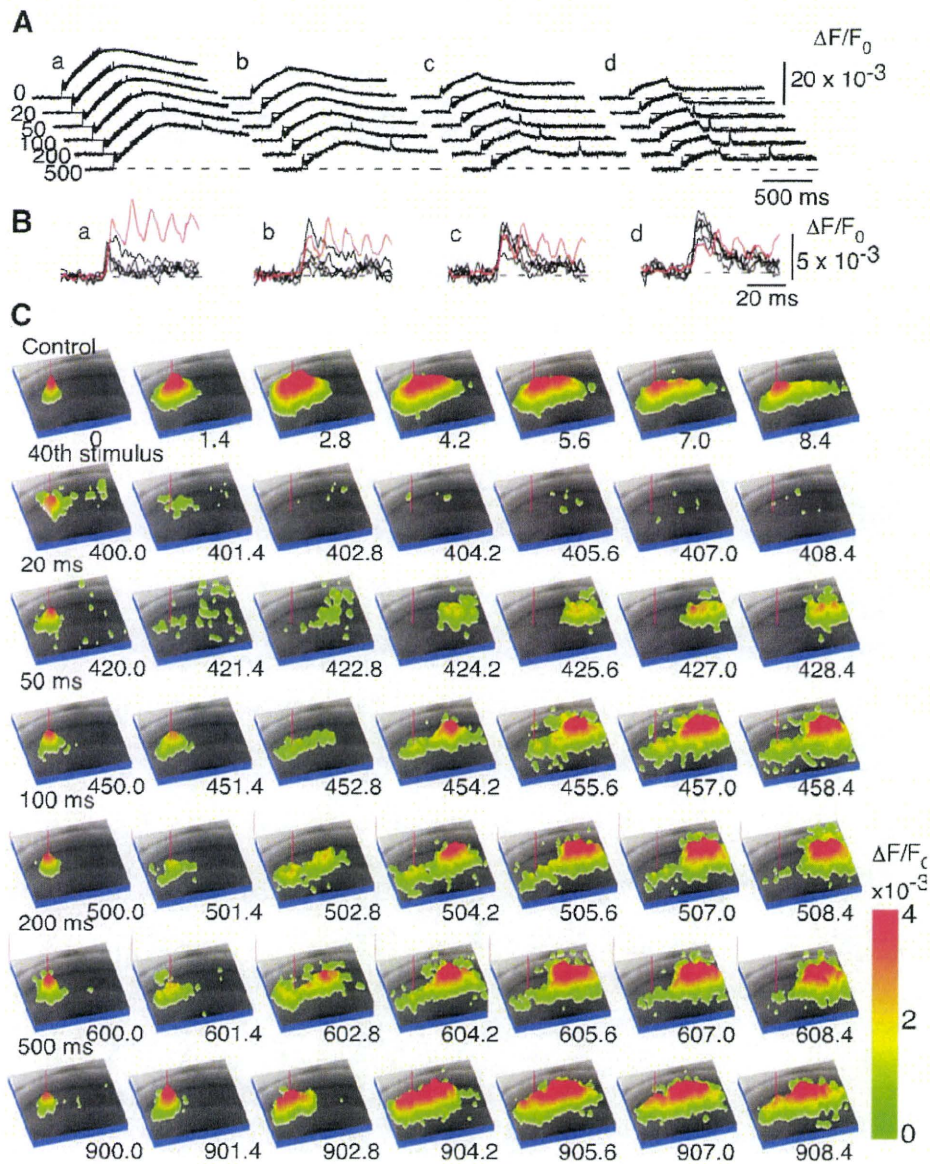 A
a
b
c
d
ΔF/F0
20 x 10-3
0
20
50
100
200
500
500 ms
B
a
b
c
d
ΔF/F0
5 x 10-3
20 ms
C
Control
0
1.4
2.8
4.2
5.6
7.0
8.4
40th stimulus
400.0
401.4
402.8
404.2
405.6
407.0
408.4
20 ms
420.0
421.4
422.8
424.2
425.6
427.0
428.4
50 ms
450.0
451.4
452.8
454.2
455.6
457.0
458.4
100 ms
500.0
501.4
502.8
504.2
505.6
507.0
508.4
200 ms
600.0
601.4
602.8
604.2
605.6
607.0
608.4
500 ms
900.0
901.4
902.8
904.2
905.6
907.0
908.4
ΔF/F0
x10-3
4
2
0